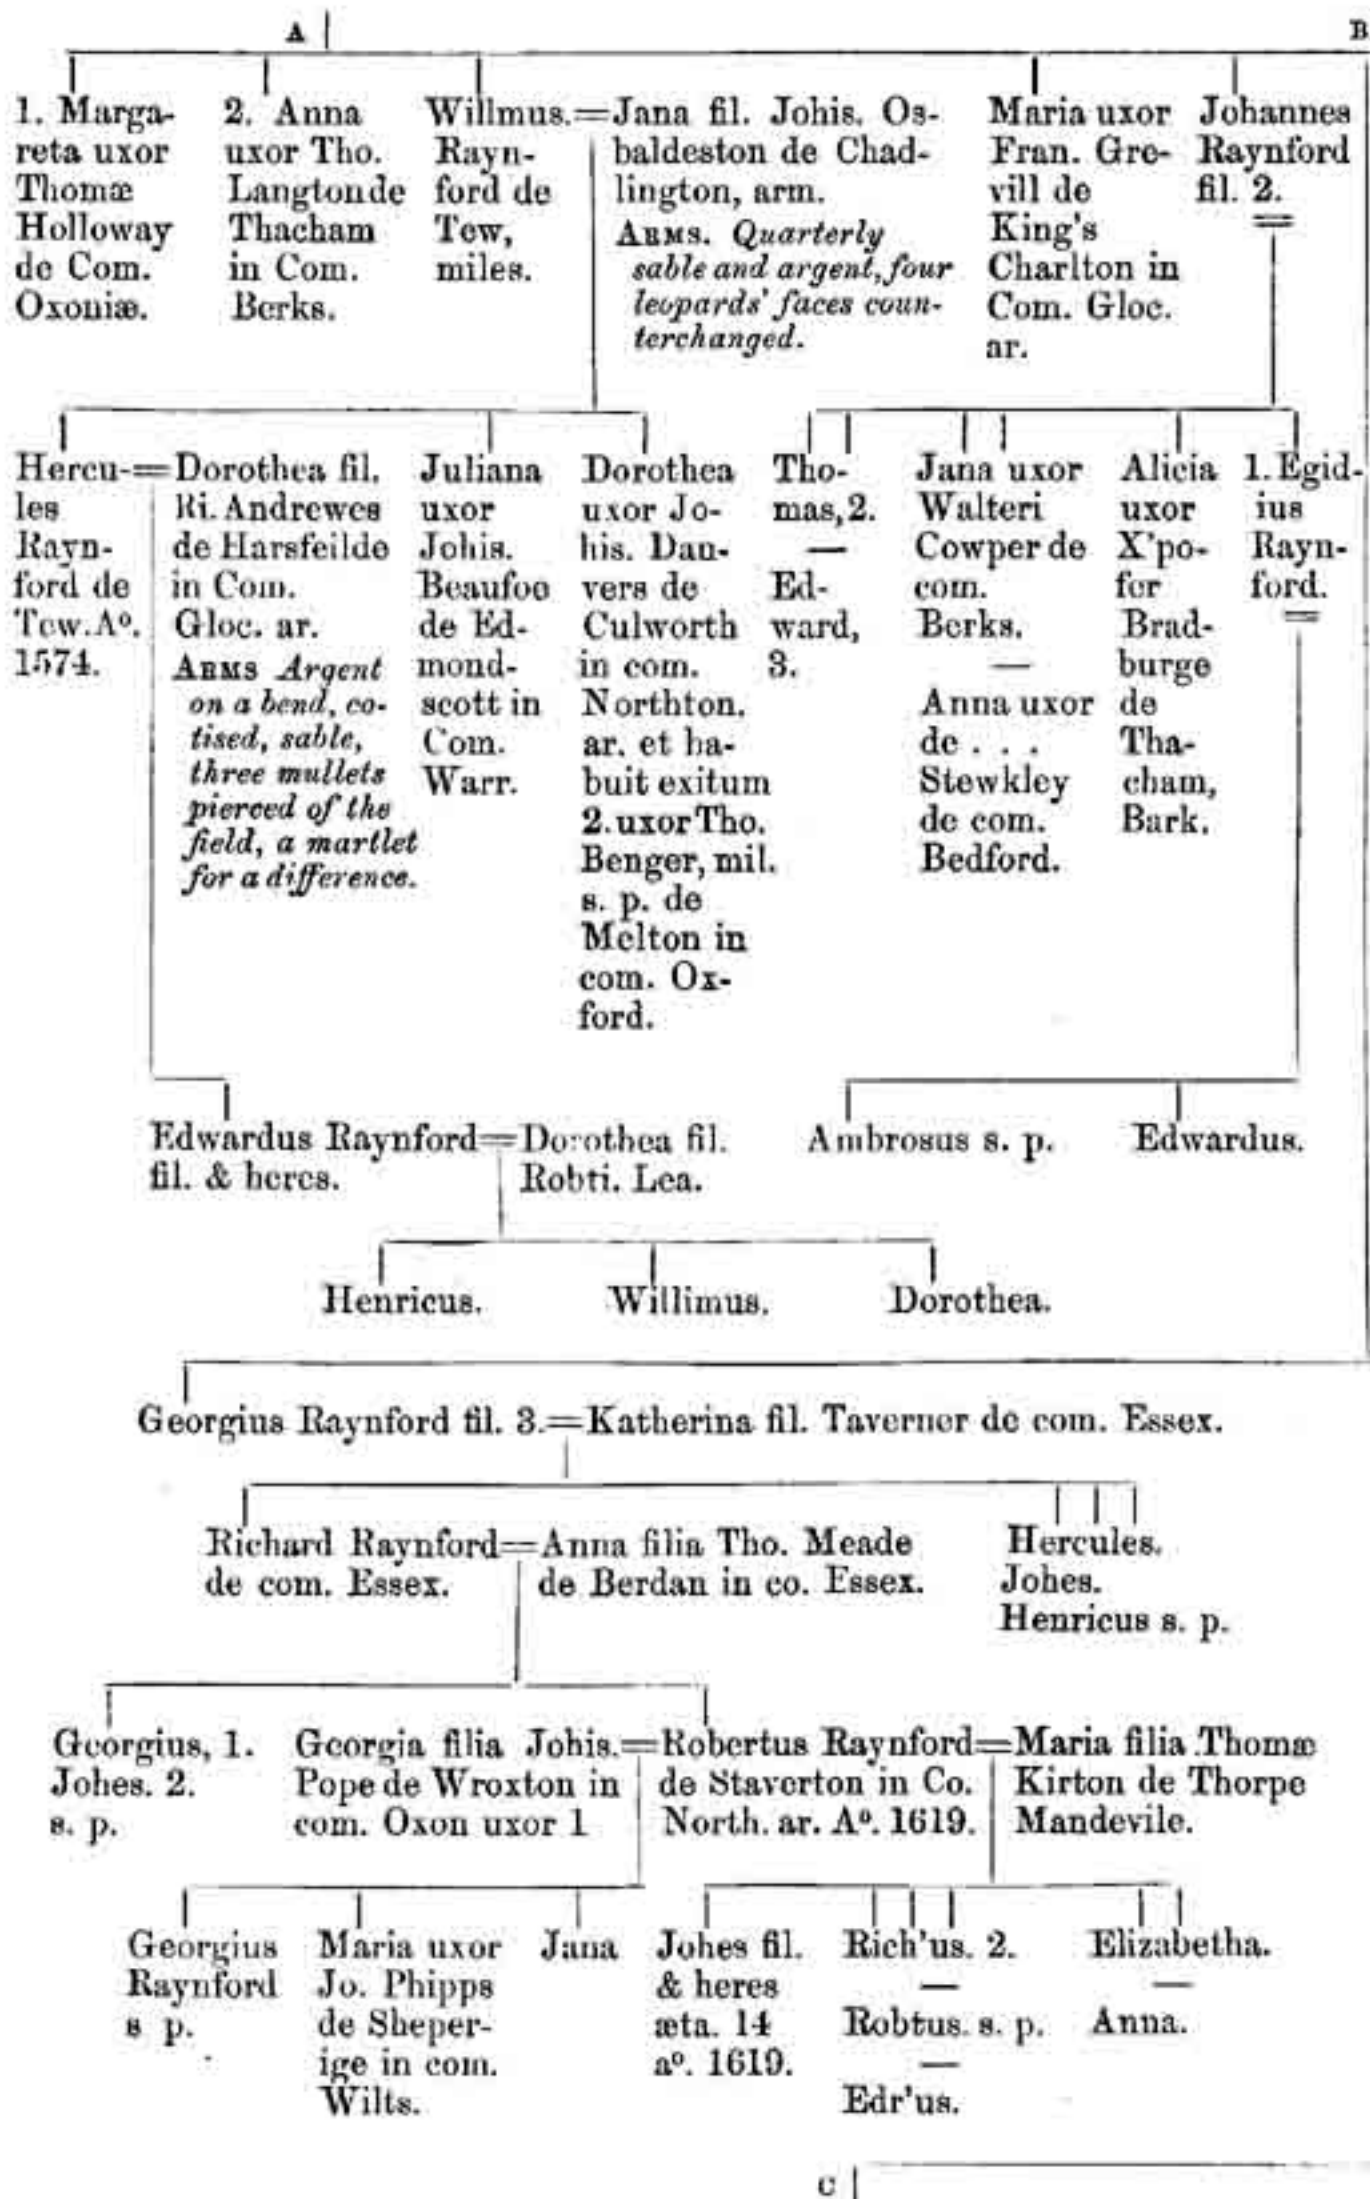 A
B
1. Marga-
reta uxor
Thomæ
Holloway
de Com.
Oxoniæ.
2. Anna
uxor Tho.
Langton de
Thacham
in Com.
Berks.
Willmus.=Jana fil. Johis. Os-
Rayn-
ford de
Tew,
miles.
baldeston de Chad-
lington, arm.
ARMS. Quarterly
sable and argent, four
leopards' faces coun-
terchanged.
Maria uxor
Fran. Gre-
vill de
King's
Charlton in
Com. Gloc.
ar.
Johannes
Raynford
fil. 2.
=
Hercu-=Dorothea fil.
les
Rayn-
ford de
Tew. Aº.
1574.
Ri. Andrewes
de Harsfeilde
in Com.
Gloc. ar.
ARMS Argent
on a bend, co-
tised, sable,
three mullets
pierced of the
field, a martlet
for a difference.
Juliana
uxor
Johis.
Beaufoo
de Ed-
mond-
scott in
Com.
Warr.
Dorothea
uxor Jo-
his. Dan-
vers de
Culworth
in com.
Northton.
ar. et ha-
buit exitum
2. uxor Tho.
Benger, mil.
s. p. de
Melton in
com. Ox-
ford.
Tho-
mas, 2.
—
Ed-
ward,
3.
Jana uxor
Walteri
Cowper de
com.
Berks.
—
Anna uxor
de . . .
Stewkley
de com.
Bedford.
Alicia
uxor
X'po-
fer
Brad-
burge
de
Tha-
cham,
Bark.
1. Egid-
ius
Rayn-
ford.
=
Edwardus Raynford=Dorothea fil.
fil. & heres.
Robti. Lea.
Ambrosus s. p.
Edwardus.
Henricus.
Willimus.
Dorothea.
Georgius Raynford fil. 3.=Katherina fil. Taverner de com. Essex.
Richard Raynford=Anna filia Tho. Meade
de com. Essex.
de Berdan in co. Essex.
Hercules.
Johes.
Henricus s. p.
Georgius, 1.
Johes. 2.
s. p.
Georgia filia Johis.=Robertus Raynford=Maria filia Thomæ
Pope de Wroxton in
com. Oxon uxor 1
de Staverton in Co.
North. ar. Aº. 1619.
Kirton de Thorpe
Mandevile.
Georgius
Raynford
s p.
Maria uxor
Jo. Phipps
de Sheper-
ige in com.
Wilts.
Jana
Johes fil.
& heres
æta. 14
aº. 1619.
Rich'us. 2.
—
Robtus. s. p.
—
Edr'us.
Elizabetha.
—
Anna.
C